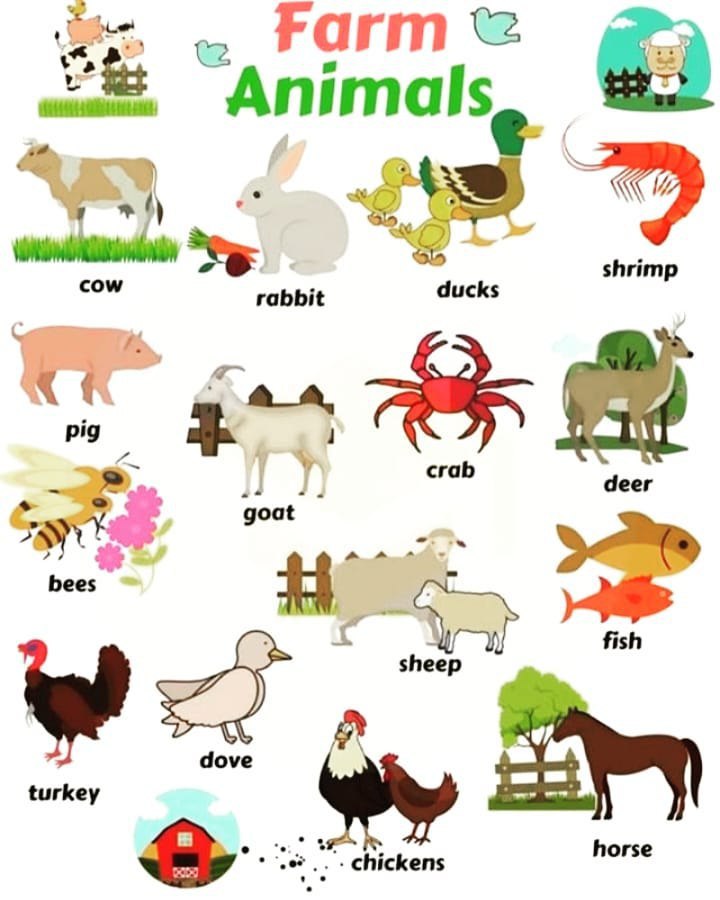 Farm
Animals
cow
rabbit
ducks
shrimp
pig
goat
crab
deer
bees
sheep
fish
turkey
dove
chickens
horse